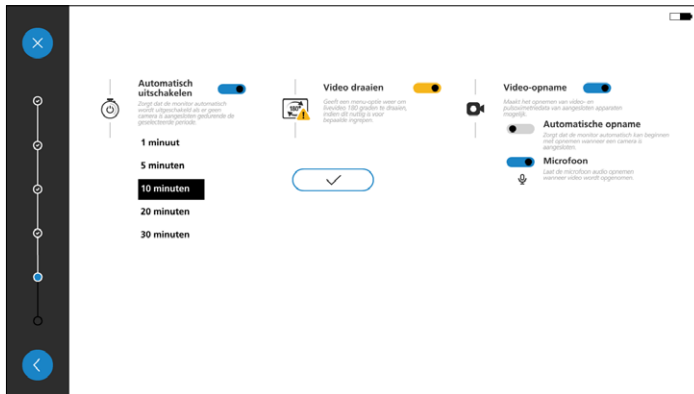 Automatisch
uitschakelen
Zorgt dat de monitor automatisch
wordt uitgeschakeld als er geen
camera is aangesloten gedurende de
geselecteerde periode.
1 minuut
5 minuten
10 minuten
20 minuten
30 minuten
Video draaien
180°
Geeft een menu-optie weer om
livevideo 180 graden te draaien,
indien dit nuttig is voor
bepaalde ingrepen.
Video-opname
Maakt het opnemen van video- en
pulsoximetriedata van aangesloten apparaten
mogelijk.
Automatische opname
Zorgt dat de monitor automatisch kan beginnen
met opnemen wanneer een camera is
aangesloten.
Microfoon
Laat de microfoon audio opnemen
wanneer video wordt opgenomen.